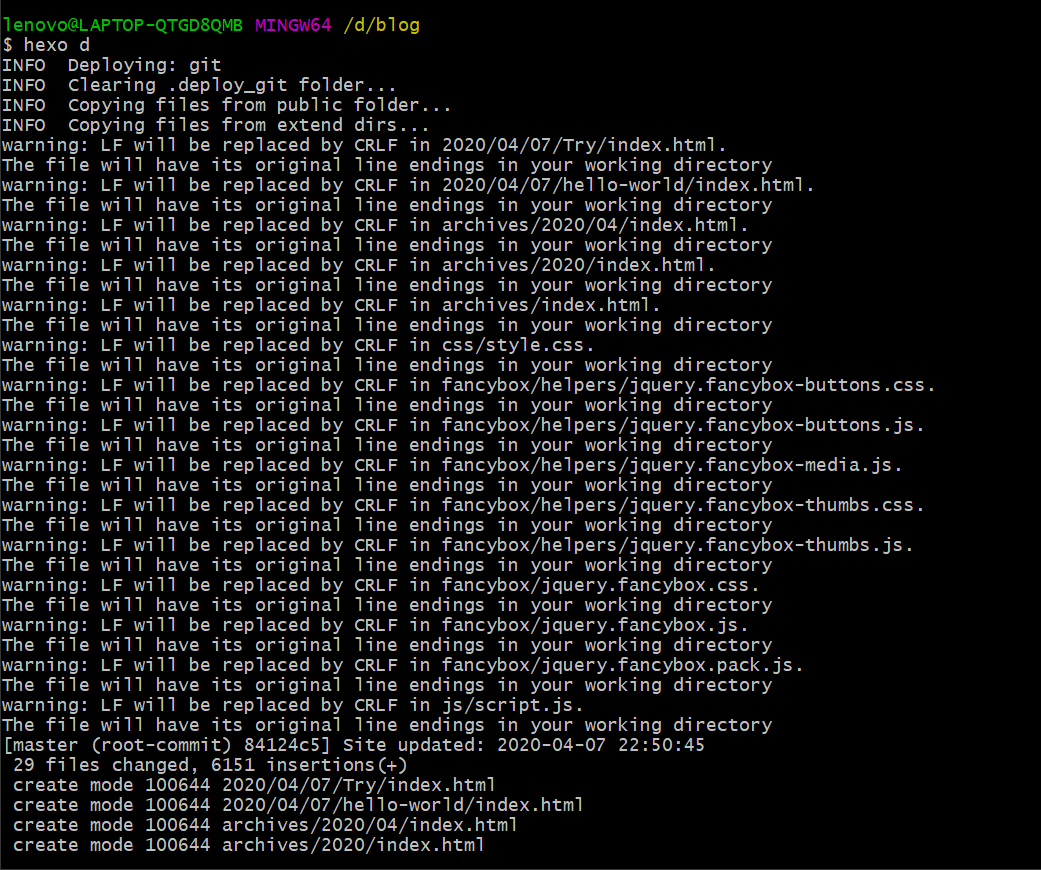 lenovo@LAPTOP-QTGD8QMB MINGW64 /d/blog
$ hexo d
INFO  Deploying: git
INFO  Clearing .deploy_git folder...
INFO  Copying files from public folder...
INFO  Copying files from extend dirs...
warning: LF will be replaced by CRLF in 2020/04/07/Try/index.html.
The file will have its original line endings in your working directory
warning: LF will be replaced by CRLF in 2020/04/07/hello-world/index.html.
The file will have its original line endings in your working directory
warning: LF will be replaced by CRLF in archives/2020/04/index.html.
The file will have its original line endings in your working directory
warning: LF will be replaced by CRLF in archives/2020/index.html.
The file will have its original line endings in your working directory
warning: LF will be replaced by CRLF in archives/index.html.
The file will have its original line endings in your working directory
warning: LF will be replaced by CRLF in css/style.css.
The file will have its original line endings in your working directory
warning: LF will be replaced by CRLF in fancybox/helpers/jquery.fancybox-buttons.css.
The file will have its original line endings in your working directory
warning: LF will be replaced by CRLF in fancybox/helpers/jquery.fancybox-buttons.js.
The file will have its original line endings in your working directory
warning: LF will be replaced by CRLF in fancybox/helpers/jquery.fancybox-media.js.
The file will have its original line endings in your working directory
warning: LF will be replaced by CRLF in fancybox/helpers/jquery.fancybox-thumbs.css.
The file will have its original line endings in your working directory
warning: LF will be replaced by CRLF in fancybox/helpers/jquery.fancybox-thumbs.js.
The file will have its original line endings in your working directory
warning: LF will be replaced by CRLF in fancybox/jquery.fancybox.css.
The file will have its original line endings in your working directory
warning: LF will be replaced by CRLF in fancybox/jquery.fancybox.js.
The file will have its original line endings in your working directory
warning: LF will be replaced by CRLF in fancybox/jquery.fancybox.pack.js.
The file will have its original line endings in your working directory
warning: LF will be replaced by CRLF in js/script.js.
The file will have its original line endings in your working directory
[master (root-commit) 84124c5] Site updated: 2020-04-07 22:50:45
 29 files changed, 6151 insertions(+)
 create mode 100644 2020/04/07/Try/index.html
 create mode 100644 2020/04/07/hello-world/index.html
 create mode 100644 archives/2020/04/index.html
 create mode 100644 archives/2020/index.html